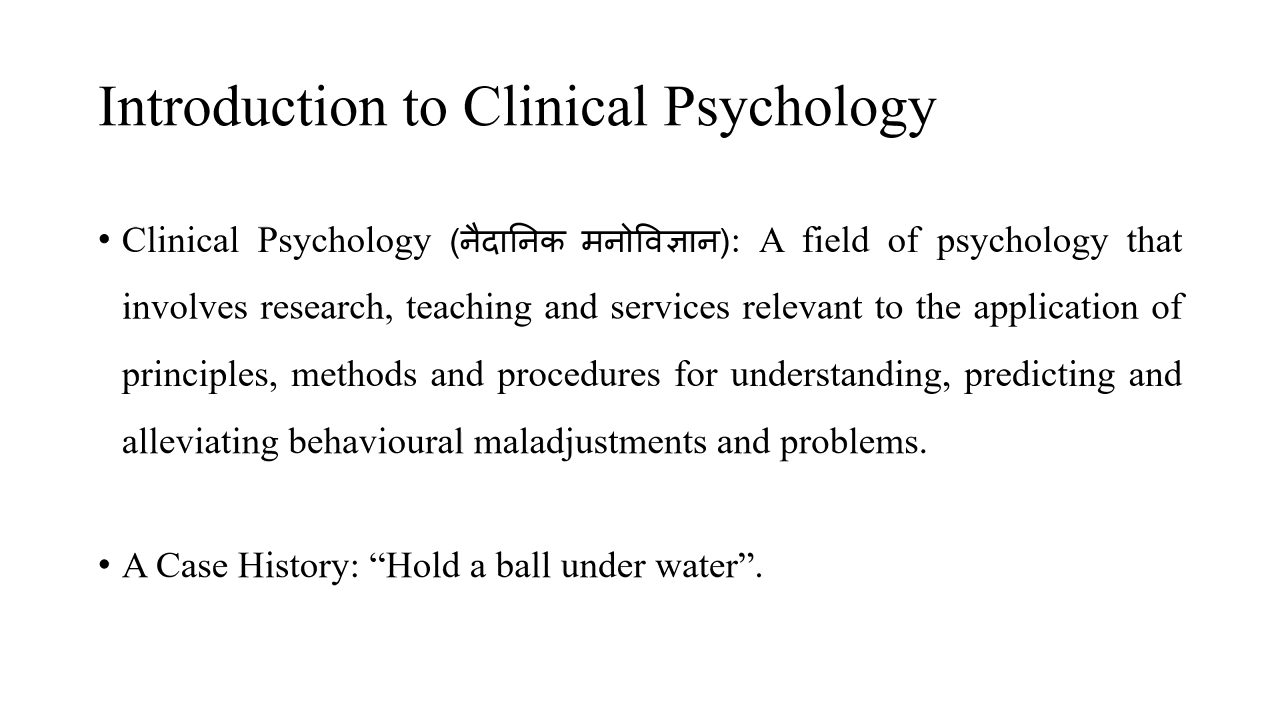 Introduction to Clinical Psychology
• Clinical Psychology (नैदानिक मनोविज्ञान): A field of psychology that
involves research, teaching and services relevant to the application of
principles, methods and procedures for understanding, predicting and
alleviating behavioural maladjustments and problems.
• A Case History: “Hold a ball under water”.